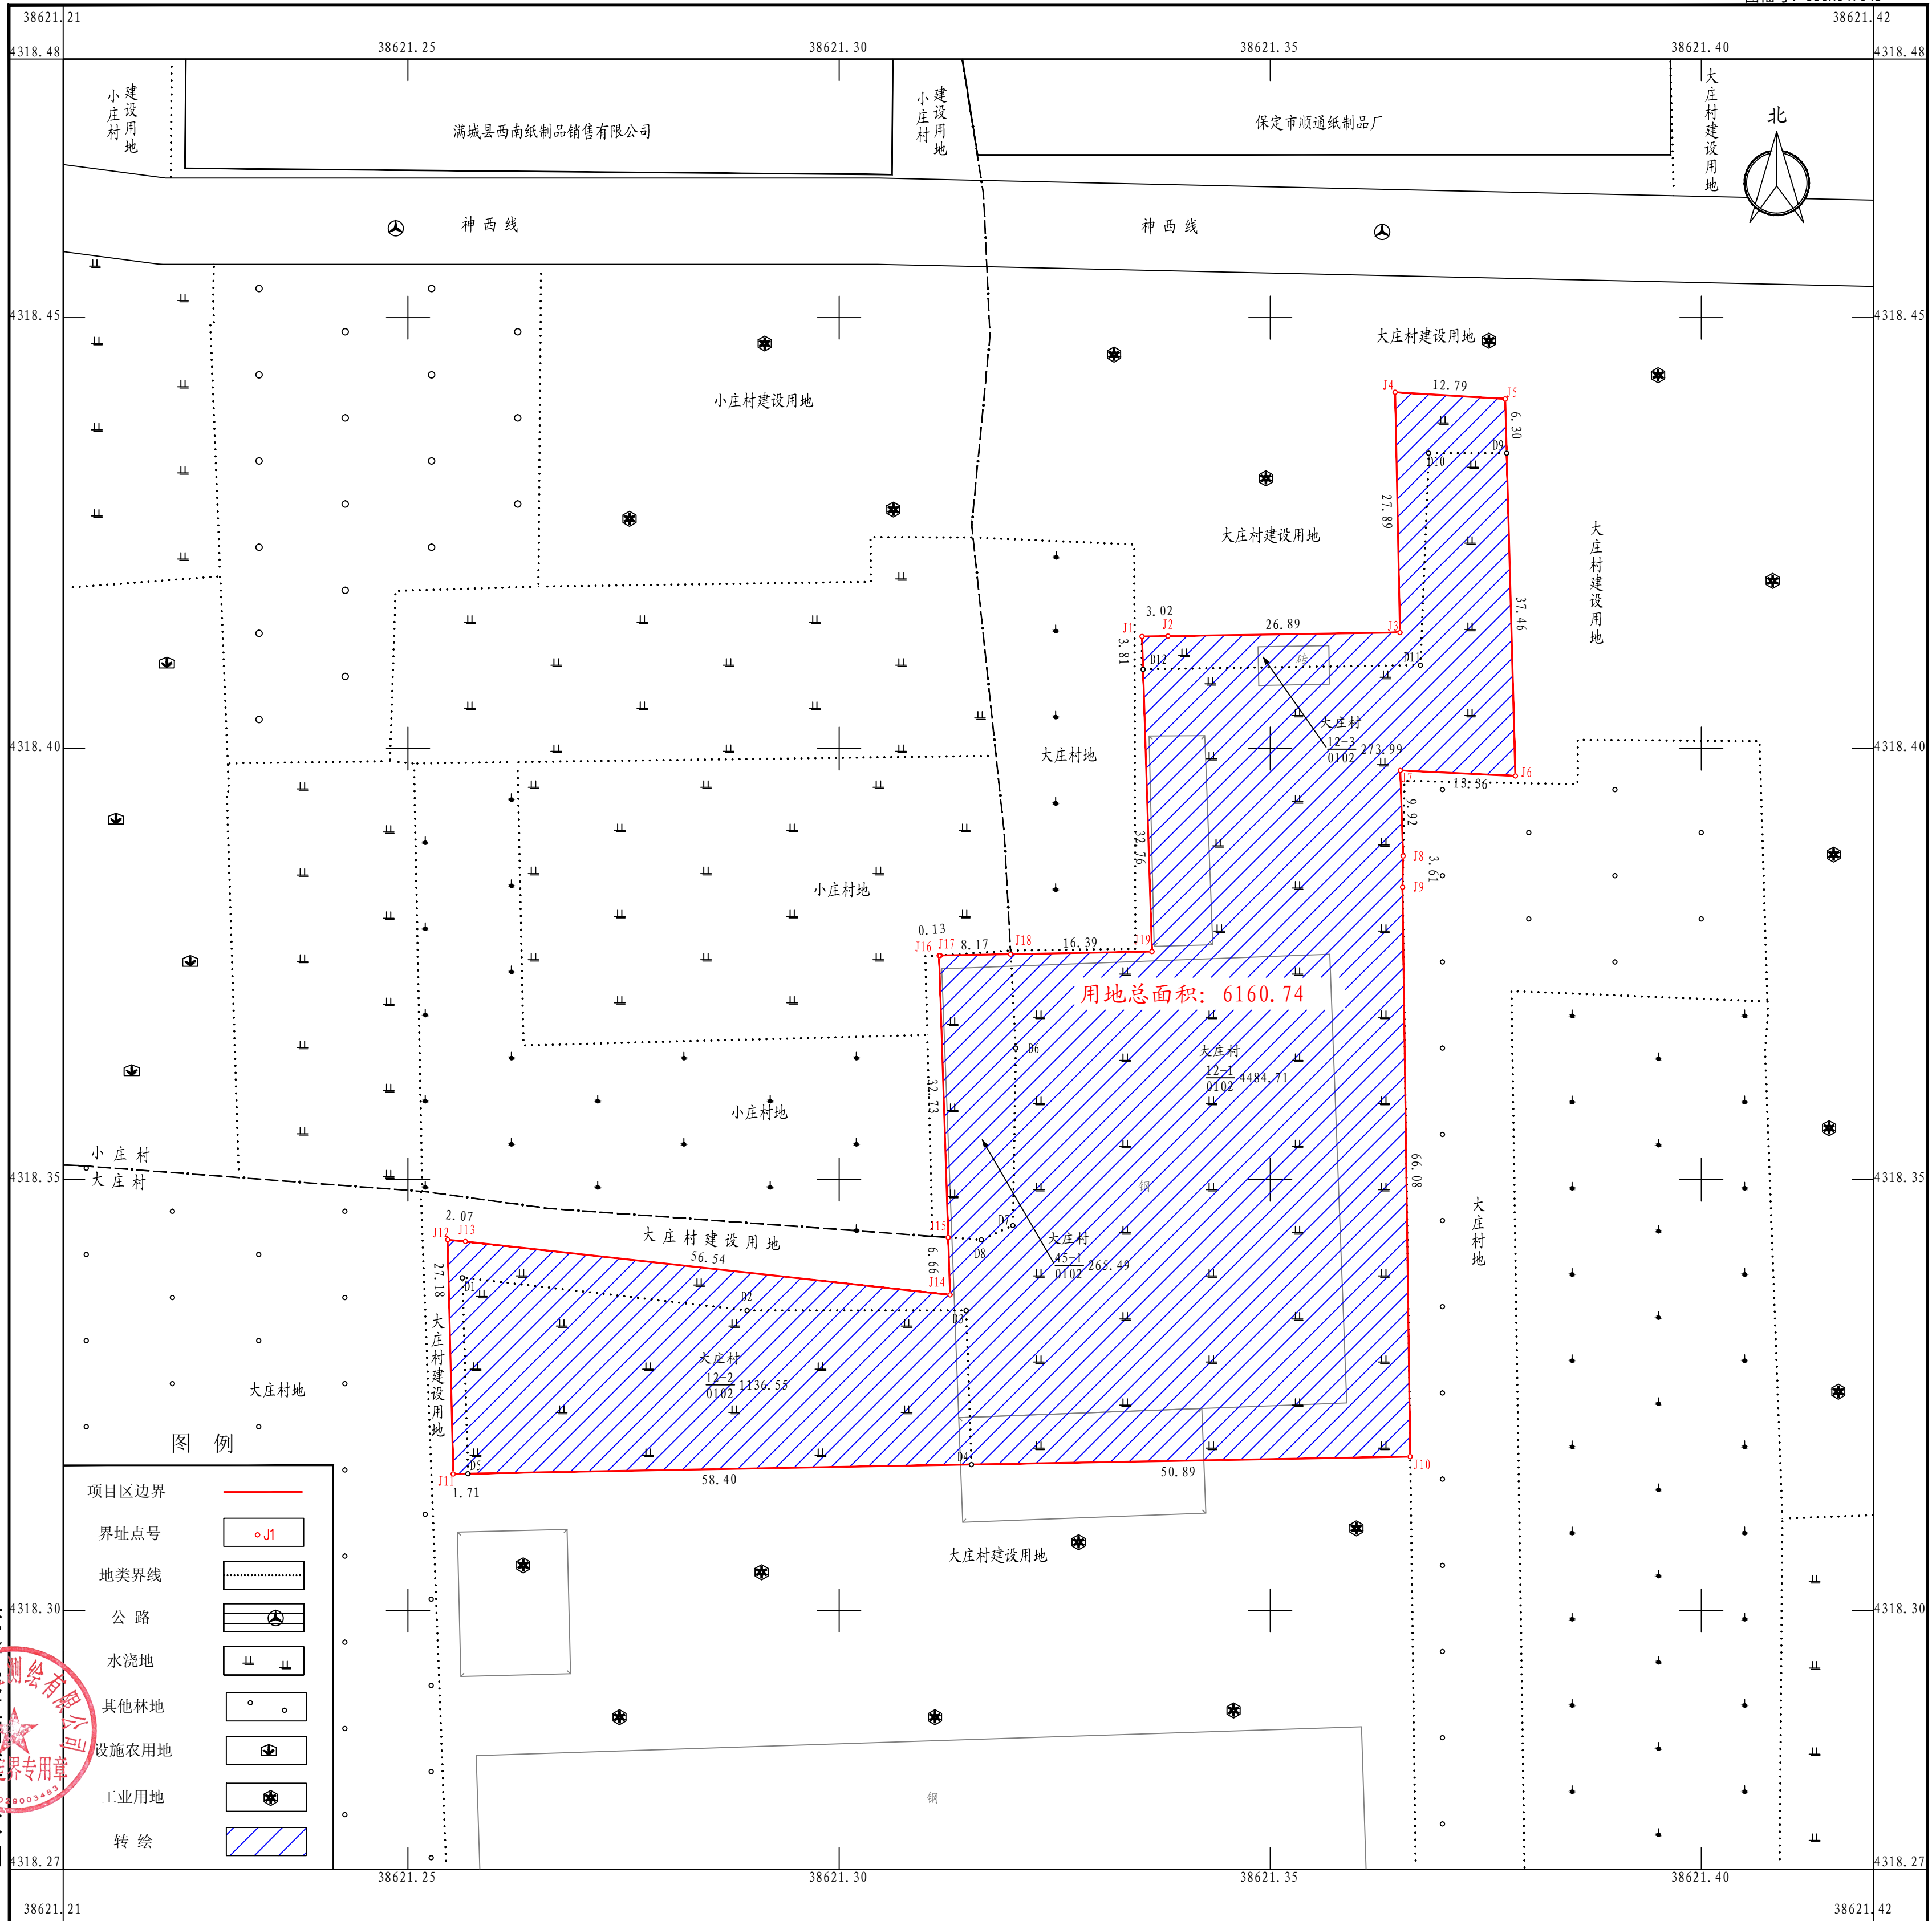 38621.21
38621.42
4318.48
38621.25
38621.30
38621.35
38621.40
4318.48
小庄村
建设用地
满城县西南纸制品销售有限公司
小庄村
建设用地
保定市顺通纸制品厂
大庄村建设用地
北
神西线
神西线
4318.45
4318.45
大庄村建设用地
小庄村建设用地
J4
12.79
J5
6.30
D9
D10
27.89
大庄村建设用地
大庄村建设用地
37.46
3.02
J1
J2
26.89
J3
3.81
D12
砖
D11
大庄村
12-3
0102
273.99
4318.40
4318.40
大庄村地
J7
J6
13.36
9.92
32.76
J8
3.61
J9
小庄村地
0.13
J16
J17
8.17
J18
16.39
J19
用地总面积: 6160.74
D6
大庄村
12-1
0102
4484.71
32.73
小庄村地
小庄村
大庄村
4318.35
4318.35
66.08
钢
大庄村地
2.07
J12
J13
大庄村建设用地
56.54
J15
D7
D8
大庄村
45-1
0102
265.49
6.66
J14
27.18
D1
D2
D3
大庄村建设用地
大庄村
12-2
0102
1136.55
大庄村地
J11
D5
1.71
58.40
D4
50.89
J10
大庄村建设用地
图 例
项目区边界
界址点号
J1
地类界线
公 路
水浇地
其他林地
设施农用地
工业用地
转 绘
4318.30
4318.30
测绘有限公司
界专用章
29003483
钢
4318.27
4318.27
38621.25
38621.30
38621.35
38621.40
38621.21
38621.42